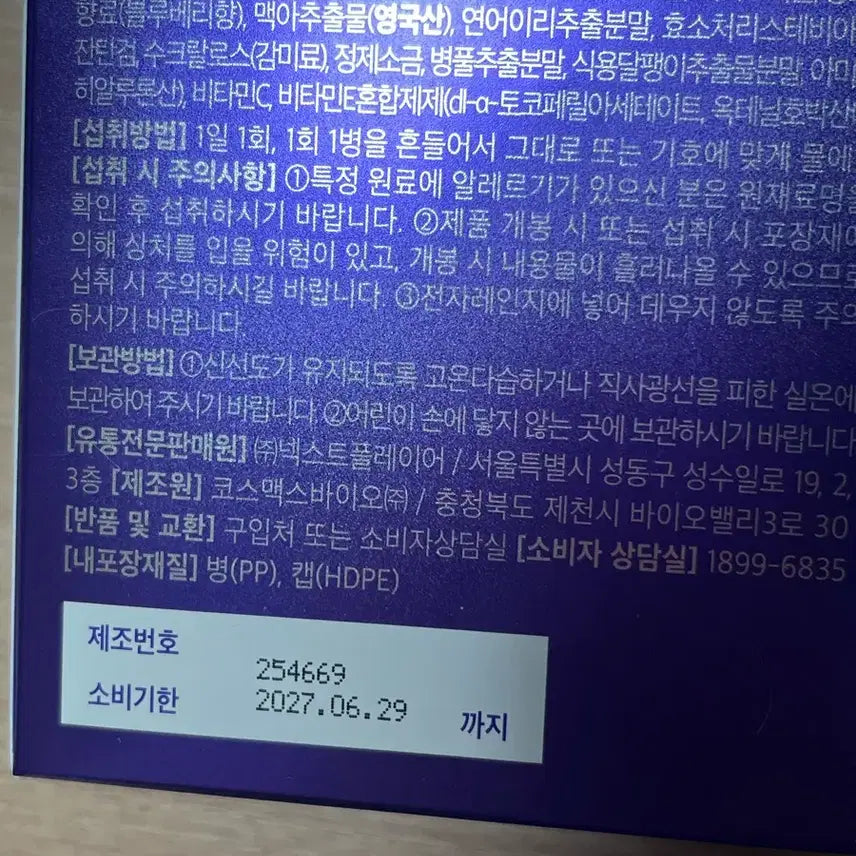 향료(블루베리향), 맥아추출물(영국산), 연어이리추출분말, 효소처리스테비아
잔탄검, 수크랄로스(감미료), 정제소금, 병풀추출분말, 식용달팽이추출물분말, 아미
히알루론산), 비타민C, 비타민E혼합제제(dl-α-토코페릴아세테이트, 옥테닐호박산
[섭취방법] 1일 1회, 1회 1병을 흔들어서 그대로 또는 기호에 맞게 물에
[섭취 시 주의사항] ①특정 원료에 알레르기가 있으신 분은 원재료명을
확인 후 섭취하시기 바랍니다. ②제품 개봉 시 또는 섭취 시 포장재에
의해 상처를 입을 위험이 있고, 개봉 시 내용물이 흘러나올 수 있으므로
섭취 시 주의하시길 바랍니다. ③전자레인지에 넣어 데우지 않도록 주의
하시기 바랍니다.
[보관방법] ①신선도가 유지되도록 고온다습하거나 직사광선을 피한 실온에
보관하여 주시기 바랍니다. ②어린이 손에 닿지 않는 곳에 보관하시기 바랍니다
[유통전문판매원] ㈜넥스트플레이어 / 서울특별시 성동구 성수일로 19, 2,
3층 [제조원] 코스맥스바이오㈜ / 충청북도 제천시 바이오밸리3로 30
[반품 및 교환] 구입처 또는 소비자상담실 [소비자 상담실] 1899-6835
[내포장재질] 병(PP), 캡(HDPE)
제조번호
254669
소비기한 2027.06.29 까지